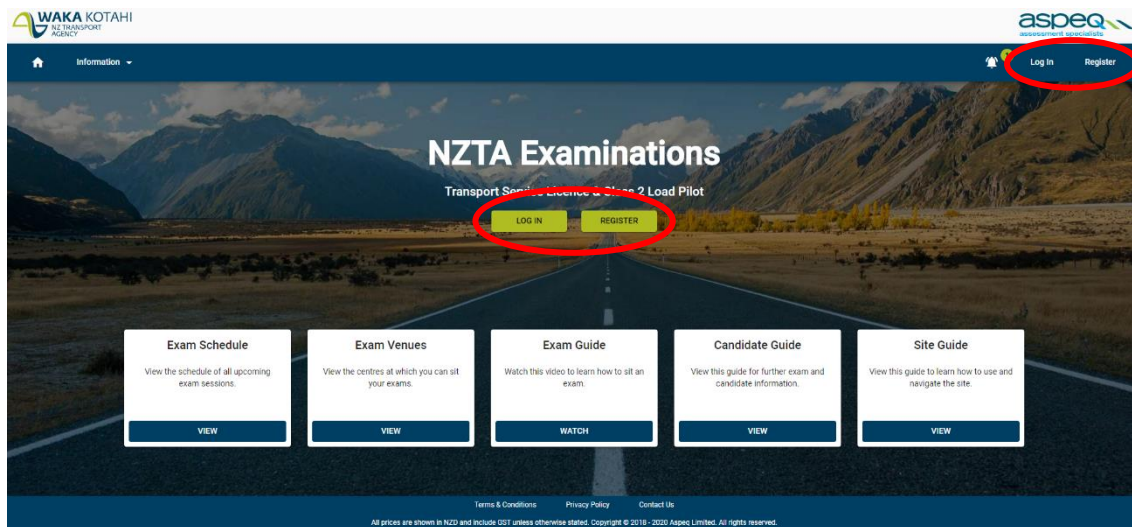 WAKA KOTAHI
NZ TRANSPORT
AGENCY
aspeq
assessment specialists
Information
Log In
Register
NZTA Examinations
Transport Service Licence & Class 2 Load Pilot
LOG IN
REGISTER
Exam Schedule
View the schedule of all upcoming
exam sessions.
VIEW
Exam Venues
View the centres at which you can sit
your exams.
VIEW
Exam Guide
Watch this video to learn how to sit an
exam.
WATCH
Candidate Guide
View this guide for further exam and
candidate information.
VIEW
Site Guide
View this guide to learn how to use and
navigate the site.
VIEW
Terms & Conditions Privacy Policy Contact Us
All prices are shown in NZD and include GST unless otherwise stated. Copyright © 2018 - 2020 Aspeq Limited. All rights reserved.